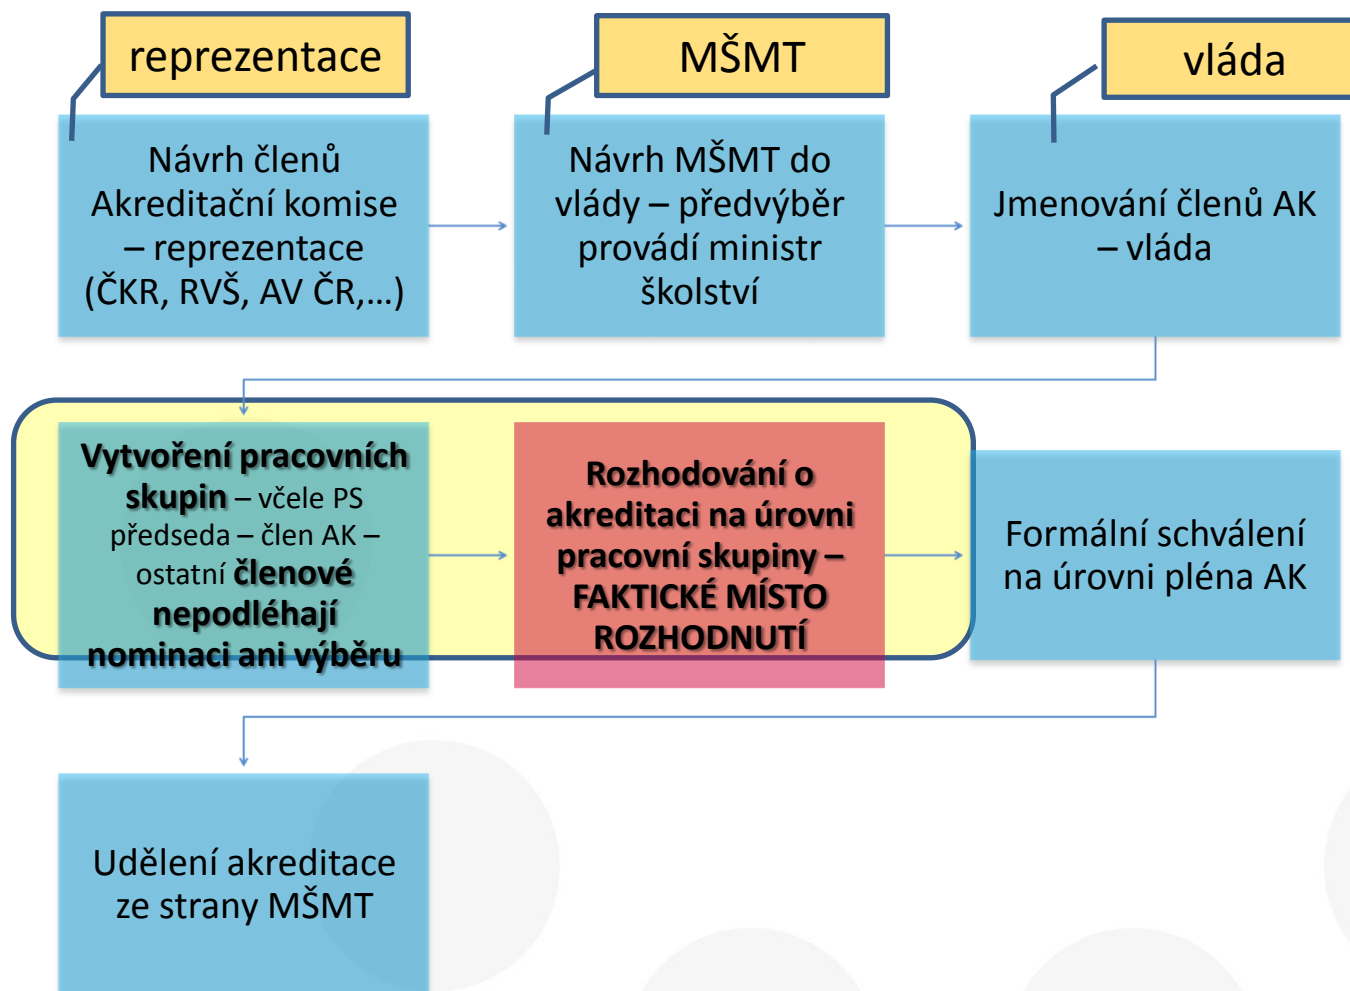 reprezentace
MŠMT
vláda
Návrh členů
Akreditační komise
– reprezentace
(ČKR, RVŠ, AV ČR,…)
Návrh MŠMT do
vlády – předvýběr
provádí ministr
školství
Jmenování členů AK
– vláda
Vytvoření pracovních
skupin – včele PS
předseda – člen AK –
ostatní členové
nepodléhají
nominaci ani výběru
Rozhodování o
akreditaci na úrovni
pracovní skupiny –
FAKTICKÉ MÍSTO
ROZHODNUTÍ
Formální schválení
na úrovni pléna AK
Udělení akreditace
ze strany MŠMT